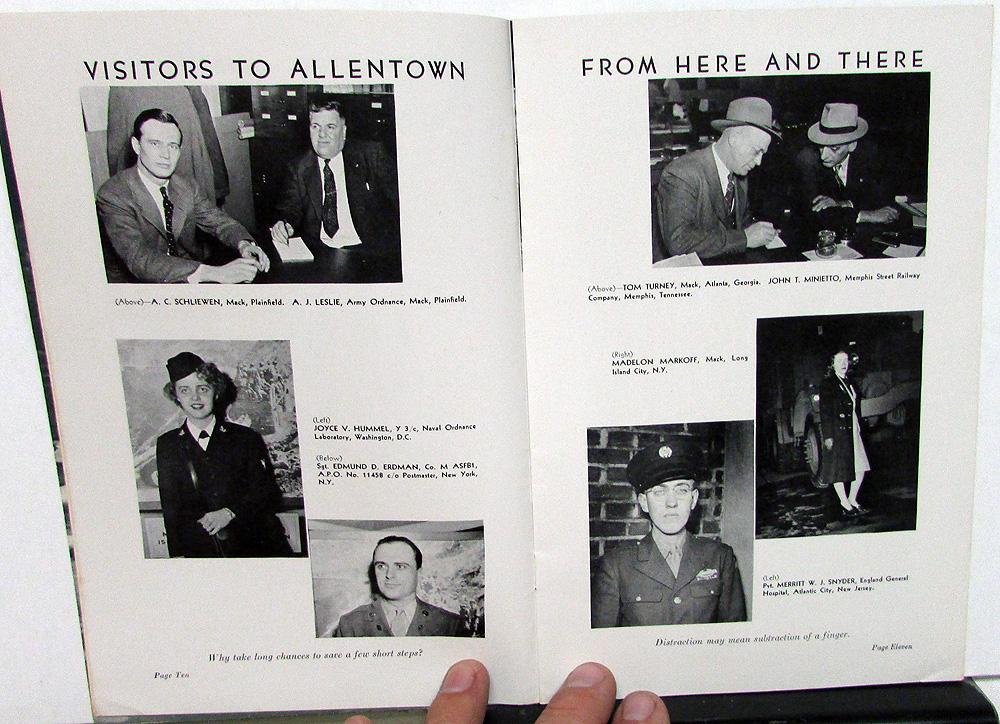 VISITORS TO ALLENTOWN
(Above)—A. C. SCHLIEWEN, Mack, Plainfield. A. J. LESLIE, Army Ordnance, Mack, Plainfield.
(Left)
JOYCE V. HUMMEL, Y 3/c, Naval Ordnance
Laboratory, Washington, D.C.
(Below)
Sgt. EDMUND D. ERDMAN, Co. M ASFB1,
A.P.O. No. 11458 c/o Postmaster, New York,
N.Y.
Why take long chances to save a few short steps?
Page Ten
FROM HERE AND THERE
(Above)—TOM TURNEY, Mack, Atlanta, Georgia. JOHN T. MINIETTO, Memphis Street Railway
Company, Memphis, Tennessee.
(Right)
MADELON MARKOFF, Mack, Long
Island City, N.Y.
(Left)
Pvt. MERRITT W. J. SNYDER, England General
Hospital, Atlantic City, New Jersey.
Distraction may mean subtraction of a finger.
Page Eleven